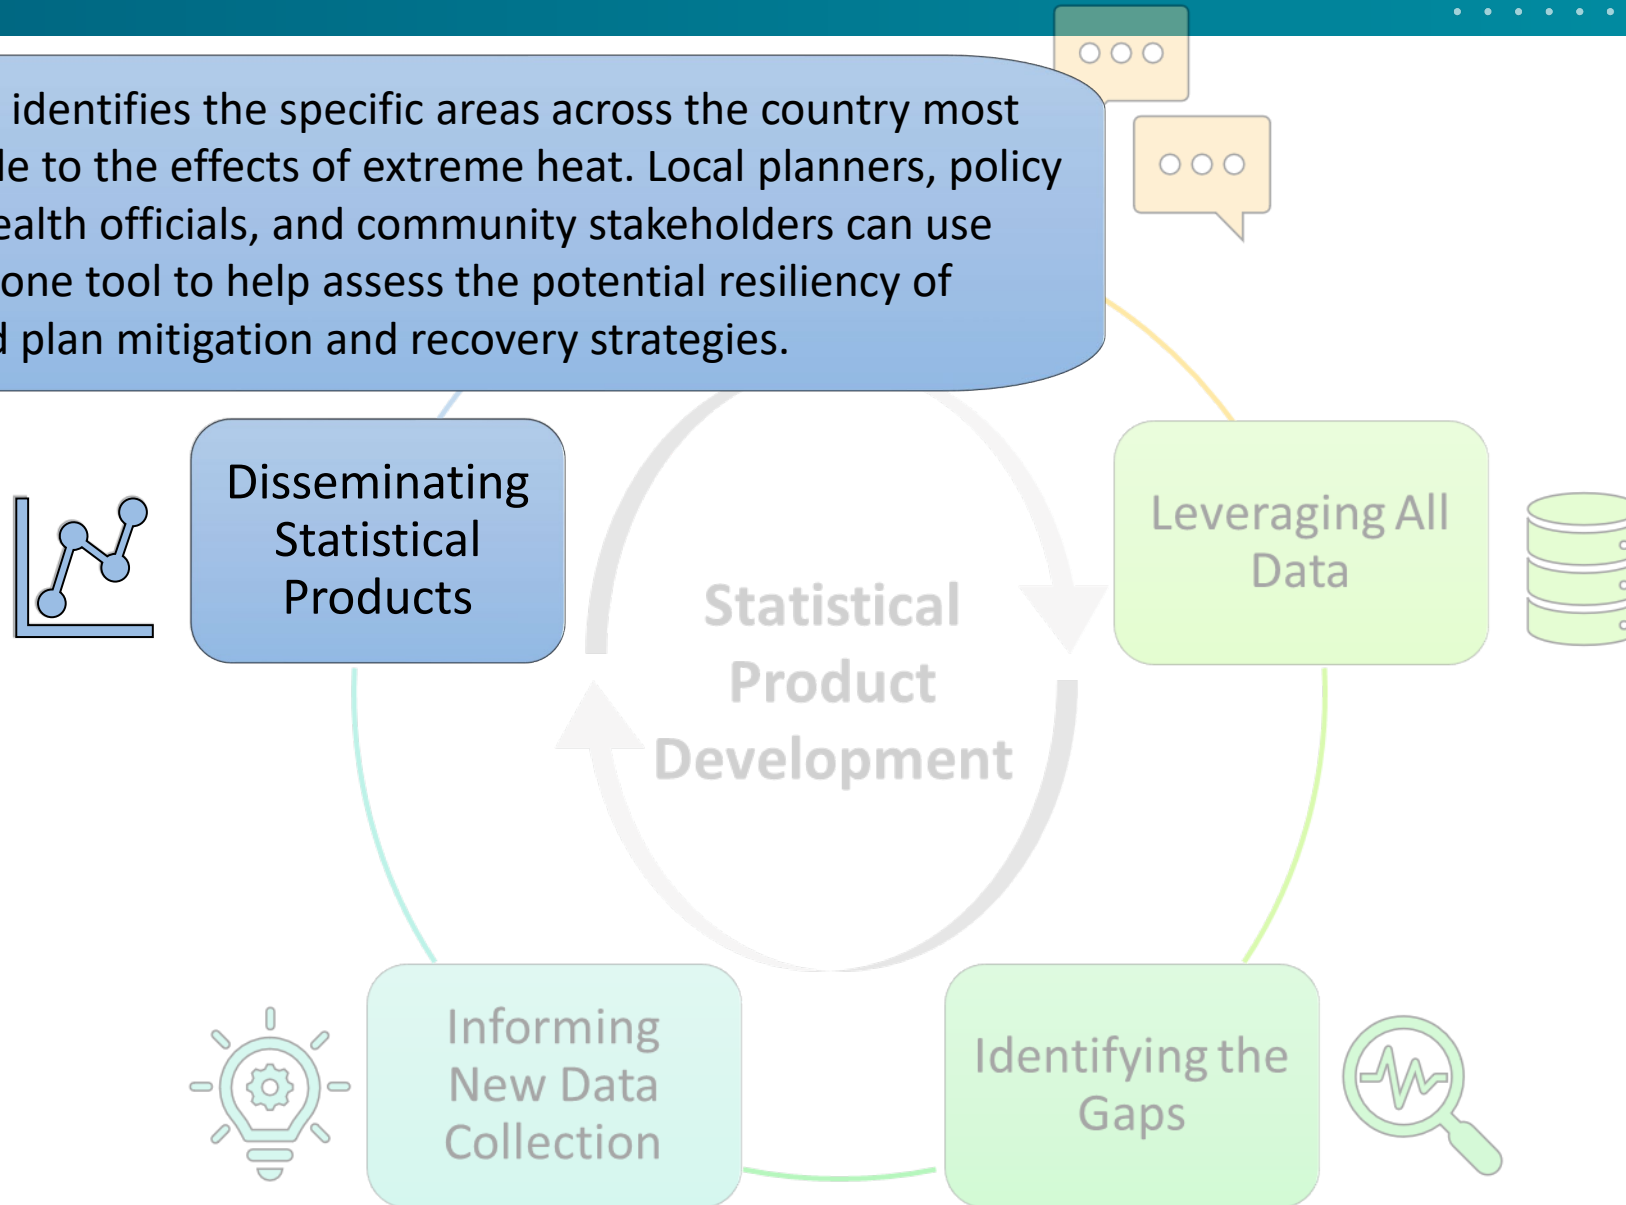 identifies the specific areas across the country most
le to the effects of extreme heat. Local planners, policy
ealth officials, and community stakeholders can use
one tool to help assess the potential resiliency of
d plan mitigation and recovery strategies.
Disseminating
Statistical
Products
Leveraging All
Data
Statistical
Product
Development
Informing
New Data
Collection
Identifying the
Gaps